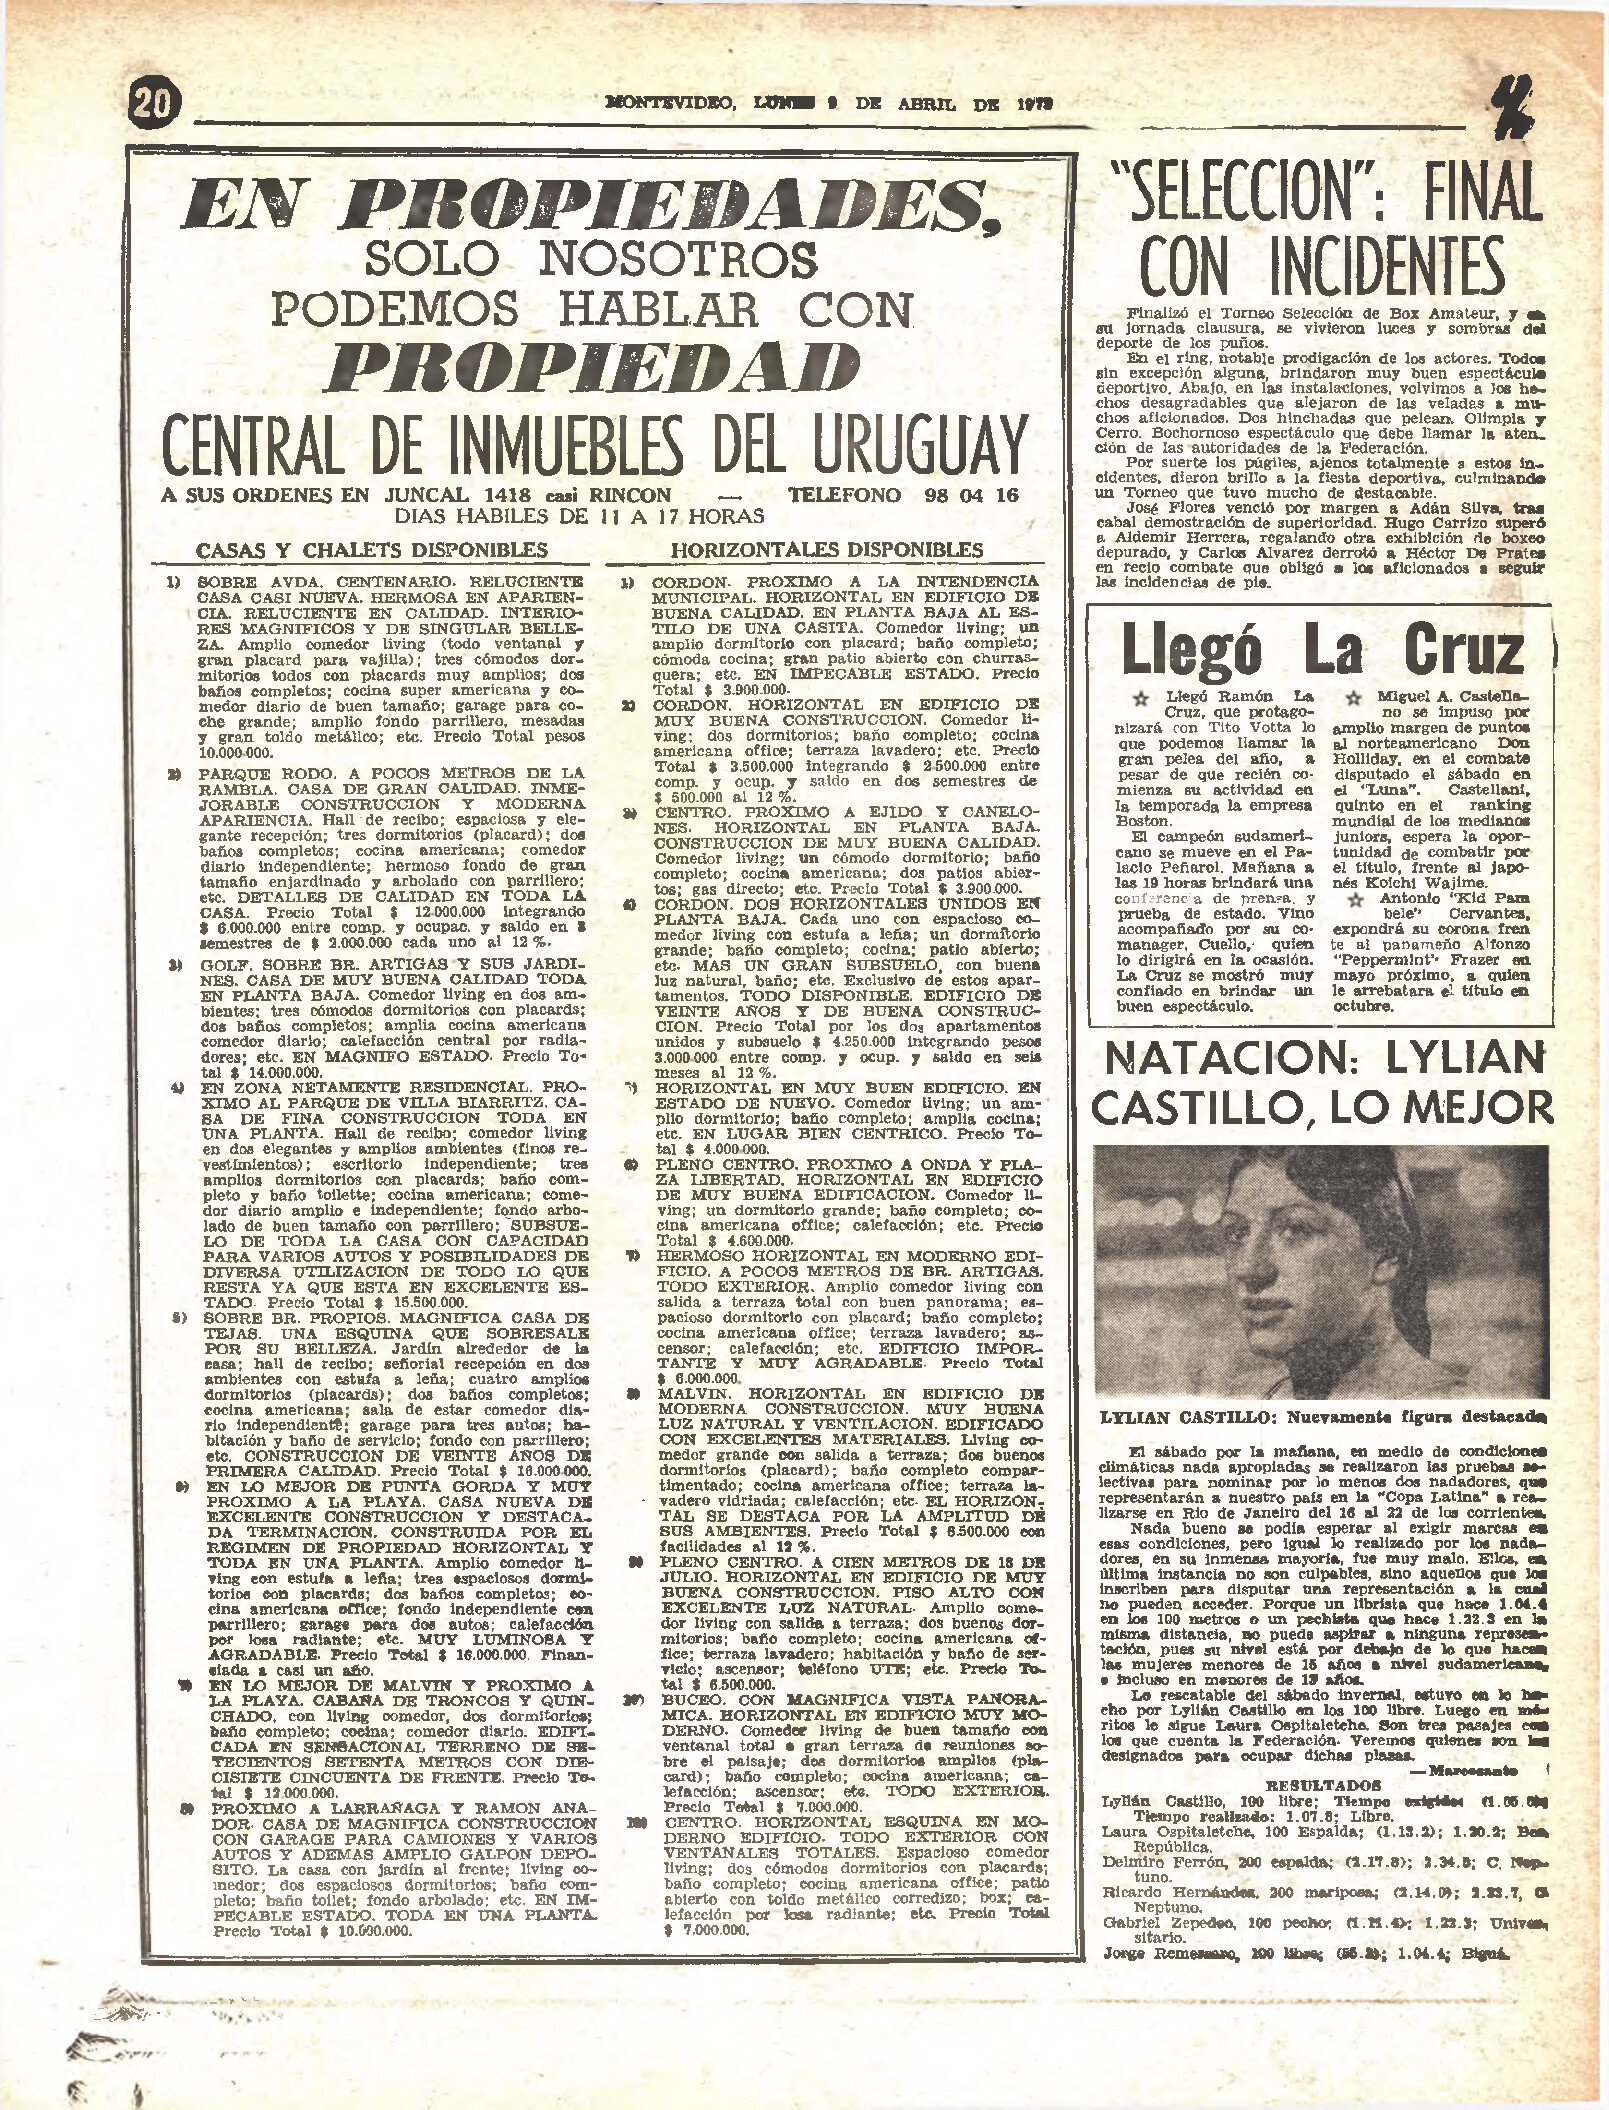 20
MONTEVIDEO, LUNES 9 DE ABRIL DE 1973
EN PROPIEDADES,
SOLO NOSOTROS
PODEMOS HABLAR CON
PROPIEDAD
CENTRAL DE INMUEBLES DEL URUGUAY
A SUS ORDENES EN JUNCAL 1418 casi RINCON — TELEFONO 98 04 16
DIAS HABILES DE 11 A 17 HORAS
CASAS Y CHALETS DISPONIBLES
1) SOBRE AVDA. CENTENARIO. RELUCIENTE
CASA CASI NUEVA. HERMOSA EN APARIEN-
CIA. RELUCIENTE EN CALIDAD. INTERIO-
RES MAGNIFICOS Y DE SINGULAR BELLE-
ZA. Amplio comedor living (todo ventanal y
gran placard para vajilla); tres cómodos dor-
mitorios todos con placards muy amplios; dos
baños completos; cocina super americana y co-
medor diario de buen tamaño; garage para co-
che grande; amplio fondo parrillero, mesadas
y gran toldo metálico; etc. Precio Total pesos
10.000.000.
2) PARQUE RODO. A POCOS METROS DE LA
RAMBLA. CASA DE GRAN CALIDAD. INME-
JORABLE CONSTRUCCION Y MODERNA
APARIENCIA. Hall de recibo; espaciosa y ele-
gante recepción; tres dormitorios (placard); dos
baños completos; cocina americana; comedor
diario independiente; hermoso fondo de gran
tamaño enjardinado y arbolado con parrillero;
etc. DETALLES DE CALIDAD EN TODA LA
CASA. Precio Total $ 12.000.000 integrando
$ 6.000.000 entre comp. y ocupac. y saldo en 3
semestres de $ 2.000.000 cada uno al 12 %.
3) GOLF. SOBRE BR. ARTIGAS Y SUS JARDI-
NES. CASA DE MUY BUENA CALIDAD TODA
EN PLANTA BAJA. Comedor living en dos am-
bientes; tres cómodos dormitorios con placards;
dos baños completos; amplia cocina americana
comedor diario; calefacción central por radia-
dores; etc. EN MAGNIFO ESTADO. Precio To-
tal $ 14.000.000.
4) EN ZONA NETAMENTE RESIDENCIAL. PRO-
XIMO AL PARQUE DE VILLA BIARRITZ. CA-
SA DE FINA CONSTRUCCION TODA EN
UNA PLANTA. Hall de recibo; comedor living
en dos elegantes y amplios ambientes (finos re-
vestimientos); escritorio independiente; tres
amplios dormitorios con placards; baño com-
pleto y baño toilette; cocina americana; come-
dor diario amplio e independiente; fondo arbo-
lado de buen tamaño con parrillero; SUBSUE-
LO DE TODA LA CASA CON CAPACIDAD
PARA VARIOS AUTOS Y POSIBILIDADES DE
DIVERSA UTILIZACION DE TODO LO QUE
RESTA YA QUE ESTA EN EXCELENTE ES-
TADO. Precio Total $ 15.500.000.
5) SOBRE BR. PROPIOS. MAGNIFICA CASA DE
TEJAS. UNA ESQUINA QUE SOBRESALE
POR SU BELLEZA. Jardín alrededor de la
casa; hall de recibo; señorial recepción en dos
ambientes con estufa a leña; cuatro amplios
dormitorios (placards); dos baños completos;
cocina americana; sala de estar comedor dia-
rio independiente; garage para tres autos; ha-
bitación y baño de servicio; fondo con parrillero;
etc. CONSTRUCCION DE VEINTE AÑOS DE
PRIMERA CALIDAD. Precio Total $ 16.000.000.
6) EN LO MEJOR DE PUNTA GORDA Y MUY
PROXIMO A LA PLAYA. CASA NUEVA DE
EXCELENTE CONSTRUCCION Y DESTACA-
DA TERMINACION. CONSTRUIDA POR EL
REGIMEN DE PROPIEDAD HORIZONTAL Y
TODA EN UNA PLANTA. Amplio comedor li-
ving con estufa a leña; tres espaciosos dormi-
torios con placards; dos baños completos; co-
cina americana office; fondo independiente con
parrillero; garage para dos autos; calefacción
por losa radiante; etc. MUY LUMINOSA Y
AGRADABLE. Precio Total $ 16.000.000. Finan-
ciada a casi un año.
7) EN LO MEJOR DE MALVIN Y PROXIMO A
LA PLAYA. CABAÑA DE TRONCOS Y QUIN-
CHADO, con living comedor, dos dormitorios;
baño completo; cocina; comedor diario. EDIFI-
CADA EN SENSACIONAL TERRENO DE SE-
TECIENTOS SETENTA METROS CON DIE-
CISIETE CINCUENTA DE FRENTE. Precio To-
tal $ 12.000.000.
8) PROXIMO A LARRAÑAGA Y RAMON ANA-
DOR. CASA DE MAGNIFICA CONSTRUCCION
CON GARAGE PARA CAMIONES Y VARIOS
AUTOS Y ADEMAS AMPLIO GALPON DEPO-
SITO. La casa con jardín al frente; living co-
medor; dos espaciosos dormitorios; baño com-
pleto; baño toilet; fondo arbolado; etc. EN IM-
PECABLE ESTADO. TODA EN UNA PLANTA.
Precio Total $ 10.000.000.
HORIZONTALES DISPONIBLES
1) CORDON. PROXIMO A LA INTENDENCIA
MUNICIPAL. HORIZONTAL EN EDIFICIO DE
BUENA CALIDAD. EN PLANTA BAJA AL ES-
TILO DE UNA CASITA. Comedor living; un
amplio dormitorio con placard; baño completo;
cómoda cocina; gran patio abierto con churras-
quera; etc. EN IMPECABLE ESTADO. Precio
Total $ 3.900.000.
2) CORDON. HORIZONTAL EN EDIFICIO DE
MUY BUENA CONSTRUCCION. Comedor li-
ving; dos dormitorios; baño completo; cocina
americana office; terraza lavadero; etc. Precio
Total $ 3.500.000 integrando $ 2.500.000 entre
comp. y ocup. y saldo en dos semestres de
$ 500.000 al 12 %.
3) CENTRO. PROXIMO A EJIDO Y CANELO-
NES. HORIZONTAL EN PLANTA BAJA.
CONSTRUCCION DE MUY BUENA CALIDAD.
Comedor living; un cómodo dormitorio; baño
completo; cocina americana; dos patios abier-
tos; gas directo; etc. Precio Total $ 3.900.000.
4) CORDON. DOS HORIZONTALES UNIDOS EN
PLANTA BAJA. Cada uno con espacioso co-
medor living con estufa a leña; un dormitorio
grande; baño completo; cocina; patio abierto;
etc. MAS UN GRAN SUBSUELO, con buena
luz natural, baño; etc. Exclusivo de estos apar-
tamentos. TODO DISPONIBLE. EDIFICIO DE
VEINTE AÑOS Y DE BUENA CONSTRUC-
CION. Precio Total por los dos apartamentos
unidos y subsuelo $ 4.250.000 integrando pesos
3.000.000 entre comp. y ocup. y saldo en seis
meses al 12 %.
HORIZONTAL EN MUY BUEN EDIFICIO. EN
ESTADO DE NUEVO. Comedor living; un am-
plio dormitorio; baño completo; amplia cocina;
etc. EN LUGAR BIEN CENTRICO. Precio To-
tal $ 4.000.000.
6) PLENO CENTRO. PROXIMO A ONDA Y PLA-
ZA LIBERTAD. HORIZONTAL EN EDIFICIO
DE MUY BUENA EDIFICACION. Comedor li-
ving; un dormitorio grande; baño completo; co-
cina americana office; calefacción; etc. Precio
Total $ 4.600.000.
7) HERMOSO HORIZONTAL EN MODERNO EDI-
FICIO. A POCOS METROS DE BR. ARTIGAS.
TODO EXTERIOR. Amplio comedor living con
salida a terraza total con buen panorama; es-
pacioso dormitorio con placard; baño completo;
cocina americana office; terraza lavadero; as-
censor; calefacción; etc. EDIFICIO IMPOR-
TANTE Y MUY AGRADABLE. Precio Total
$ 6.000.000.
8) MALVIN. HORIZONTAL EN EDIFICIO DE
MODERNA CONSTRUCCION. MUY BUENA
LUZ NATURAL Y VENTILACION. EDIFICADO
CON EXCELENTES MATERIALES. Living co-
medor grande con salida a terraza; dos buenos
dormitorios (placard); baño completo compar-
timentado; cocina americana office; terraza la-
vadero vidriada; calefacción; etc. EL HORIZON-
TAL SE DESTACA POR LA AMPLITUD DE
SUS AMBIENTES. Precio Total $ 6.500.000 con
facilidades al 12 %.
9) PLENO CENTRO. A CIEN METROS DE 18 DE
JULIO. HORIZONTAL EN EDIFICIO DE MUY
BUENA CONSTRUCCION. PISO ALTO CON
EXCELENTE LUZ NATURAL. Amplio come-
dor living con salida a terraza; dos buenos dor-
mitorios; baño completo; cocina americana of-
fice; terraza lavadero; habitación y baño de ser-
vicio; ascensor; teléfono UTE; etc. Precio To-
tal $ 6.500.000.
10) BUCEO. CON MAGNIFICA VISTA PANORA-
MICA. HORIZONTAL EN EDIFICIO MUY MO-
DERNO. Comedor living de buen tamaño con
ventanal total a gran terraza de reuniones so-
bre el paisaje; dos dormitorios amplios (pla-
card); baño completo; cocina americana; ca-
lefacción; ascensor; etc. TODO EXTERIOR.
Precio Total $ 7.000.000.
CENTRO. HORIZONTAL ESQUINA EN MO-
DERNO EDIFICIO. TODO EXTERIOR CON
VENTANALES TOTALES. Espacioso comedor
living; dos cómodos dormitorios con placards;
baño completo; cocina americana office; patio
abierto con toldo metálico corredizo; box; ca-
lefacción por losa radiante; etc. Precio Total
$ 7.000.000.
"SELECCION": FINAL
CON INCIDENTES
Finalizó el Torneo Selección de Box Amateur, y en
su jornada clausura, se vivieron luces y sombras del
deporte de los puños.
En el ring, notable prodigación de los actores. Todos
sin excepción alguna, brindaron muy buen espectáculo
deportivo. Abajo, en las instalaciones, volvimos a los he-
chos desagradables que alejaron de las veladas a mu-
chos aficionados. Dos hinchadas que pelean. Olimpia y
Cerro. Bochornoso espectáculo que debe llamar la aten-
ción de las autoridades de la Federación.
Por suerte los púgiles, ajenos totalmente a estos in-
cidentes, dieron brillo a la fiesta deportiva, culminando
un Torneo que tuvo mucho de destacable.
José Flores venció por margen a Adán Silva, tras
cabal demostración de superioridad. Hugo Carrizo superó
a Aldemir Herrera, regalando otra exhibición de boxeo
depurado, y Carlos Alvarez derrotó a Héctor De Prates
en recio combate que obligó a los aficionados a seguir
las incidencias de pie.
Llegó La Cruz
Llegó Ramón La
Cruz, que protago-
nizará con Tito Votta lo
que podemos llamar la
gran pelea del año, a
pesar de que recién co-
mienza su actividad en
la temporada la empresa
Boston.
El campeón sudameri-
cano se mueve en el Pa-
lacio Peñarol. Mañana a
las 19 horas brindará una
conferencia de prensa, y
prueba de estado. Vino
acompañado por su co-
manager, Cuello, quien
lo dirigirá en la ocasión.
La Cruz se mostró muy
confiado en brindar un
buen espectáculo.
Miguel A. Castella-
no se impuso por
amplio margen de puntos
al norteamericano Don
Holliday, en el combate
disputado el sábado en
el "Luna". Castellani,
quinto en el ranking
mundial de los medianos
juniors, espera la opor-
tunidad de combatir por
el título, frente al japo-
nés Koichi Wajime.
Antonio "Kid Pam
bele" Cervantes,
expondrá su corona fren
te al panameño Alfonzo
"Peppermint" Frazer en
mayo próximo, a quien
le arrebatara el título en
octubre.
NATACION: LYLIAN
CASTILLO, LO MEJOR
LYLIAN CASTILLO: Nuevamente figura destacada
El sábado por la mañana, en medio de condiciones
climáticas nada apropiadas se realizaron las pruebas se-
lectivas para nominar por lo menos dos nadadores, que
representarán a nuestro país en la "Copa Latina" a rea-
lizarse en Rio de Janeiro del 16 al 22 de los corrientes.
Nada bueno se podía esperar al exigir marcas en
esas condiciones, pero igual lo realizado por los nada-
dores, en su inmensa mayoría, fue muy malo. Ellos, en
última instancia no son culpables, sino aquellos que los
inscriben para disputar una representación a la cual
no pueden acceder. Porque un librista que hace 1.04.4
en los 100 metros o un pechista que hace 1.22.3 en la
misma distancia, no puede aspirar a ninguna represen-
tación, pues su nivel está por debajo de lo que hacen
las mujeres menores de 15 años a nivel sudamericano,
e incluso en menores de 13 años.
Lo rescatable del sábado invernal, estuvo en lo he-
cho por Lylián Castillo en los 100 libre. Luego en mé-
ritos le sigue Laura Ospitaletche. Son tres pasajes con
los que cuenta la Federación. Veremos quienes son los
designados para ocupar dichas plazas.
— Marcesante
RESULTADOS
Lylián Castillo, 100 libre; Tiempo exigido:
Tiempo realizado: 1.07.8; Libre.
Laura Ospitaletche, 100 Espalda; (1.13.2); 1.20.2; Bea.
República.
Delmiro Ferrón, 200 espalda; (2.17.8); 2.34.8; C. Nep-
tuno.
Ricardo Hernández, 200 mariposa; (2.14.0); 2.23.7,
Neptuno.
Gabriel Zepedeo, 100 pecho; (1.11.4); 1.22.3; Univer-
sitario.
Jorge 100 libre; 1.04.4; Biguá.